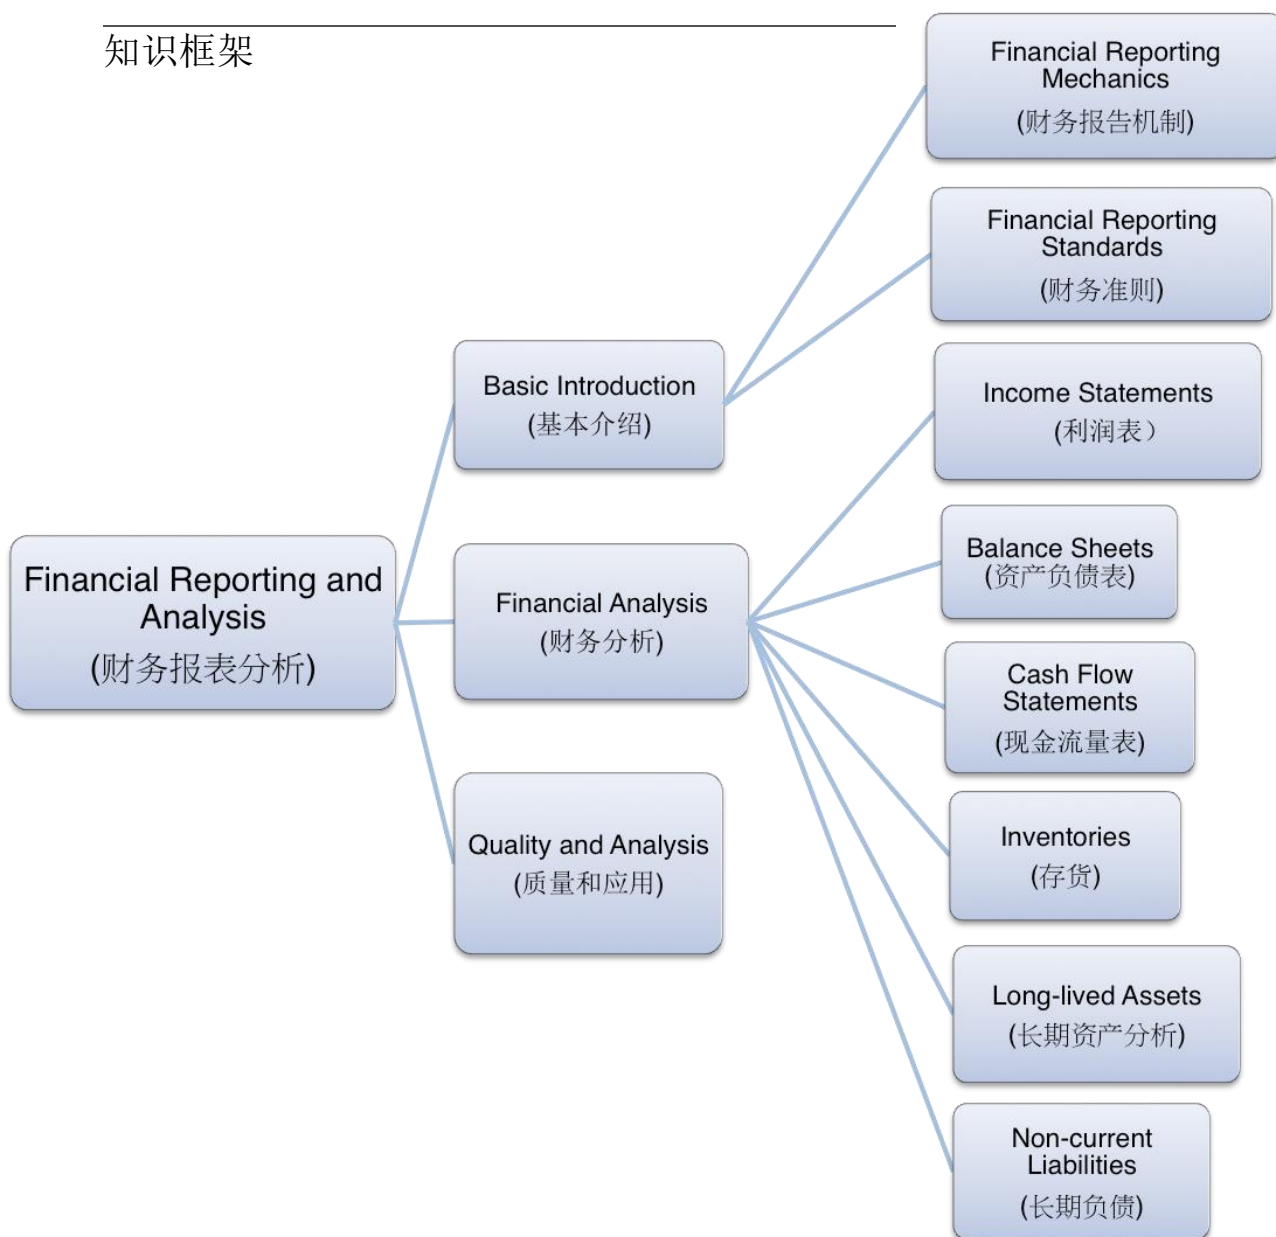 知识框架
Financial Reporting
Mechanics
(财务报告机制)
Financial Reporting
Standards
(财务准则)
Basic Introduction
(基本介绍)
Income Statements
(利润表）
Balance Sheets
(资产负债表)
Financial Reporting and
Analysis
(财务报表分析)
Financial Analysis
(财务分析)
Cash Flow
Statements
(现金流量表)
Quality and Analysis
(质量和应用)
Inventories
(存货)
Long-lived Assets
(长期资产分析)
Non-current
Liabilities
(长期负债)